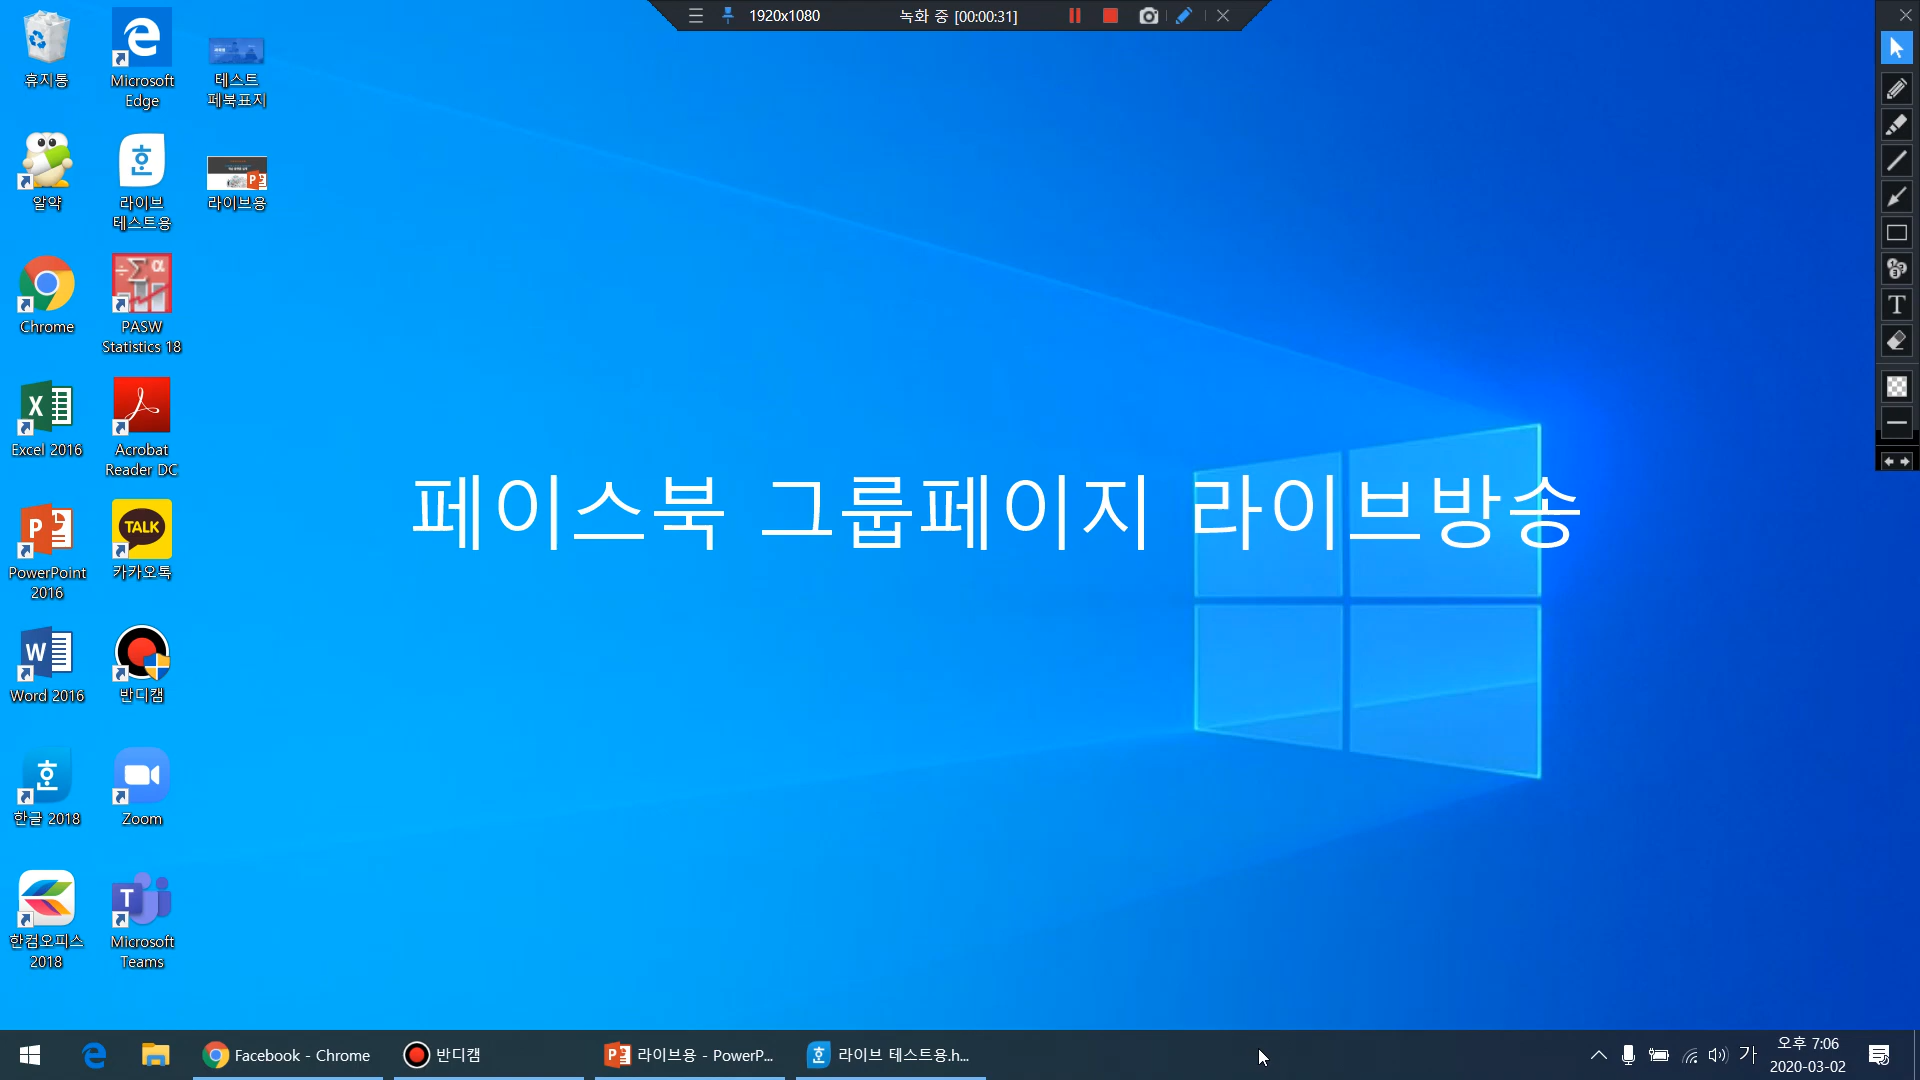 1920x1080
녹화 중 [00:00:31]
휴지통
Microsoft
Edge
테스트
페북표지
알약
라이브
테스트용
라이브용
Chrome
PASW
Statistics 18
Excel 2016
Acrobat
Reader DC
페이스북 그룹페이지 라이브방송
PowerPoint
2016
TALK
카카오톡
Word 2016
반디캠
한글 2018
Zoom
한컴오피스
2018
Microsoft
Teams
Facebook - Chrome
반디캠
라이브용 - PowerP...
라이브 테스트용.h...
가
오후 7:06
2020-03-02